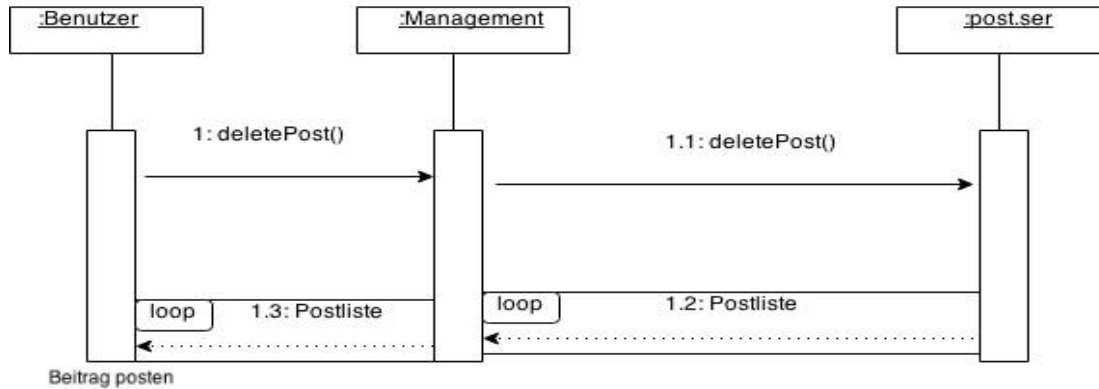 :Benutzer
:Management
:post.ser
1: deletePost()
1.1: deletePost()
loop
1.3: Postliste
loop
1.2: Postliste
Beitrag posten